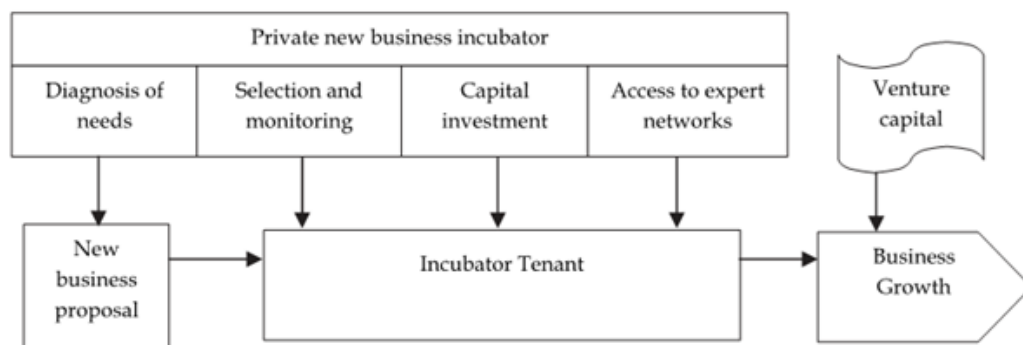 Private new business incubator
Diagnosis of
needs
Selection and
monitoring
Capital
investment
Access to expert
networks
Venture
capital
New
business
proposal
Incubator Tenant
Business
Growth